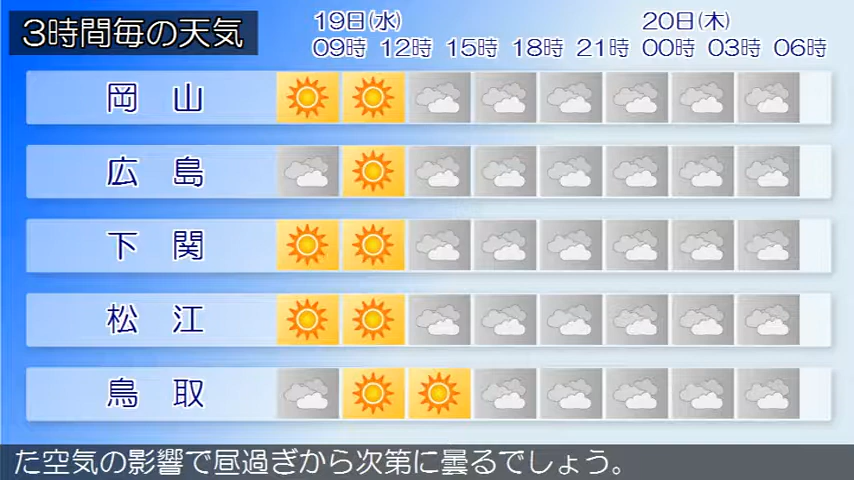 3時間毎の天気
19日(水) 20日(木)
09時 12時 15時 18時 21時 00時 03時 06時
岡 山
広 島
下 関
松 江
鳥 取
た空気の影響で昼過ぎから次第に曇るでしょう。